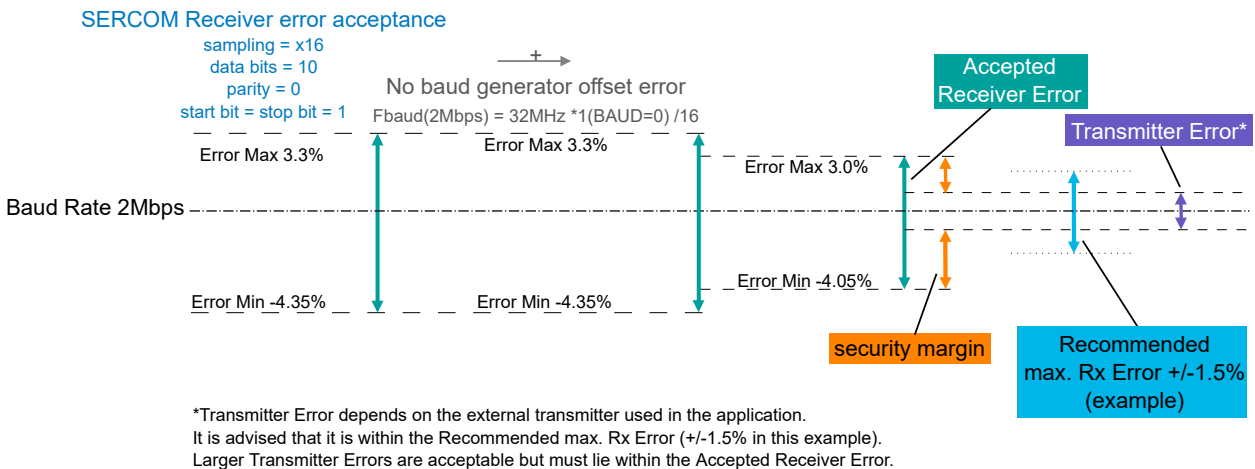 SERCOM Receiver error acceptance
sampling = x16
data bits = 10
parity = 0
start bit = stop bit = 1
+
No baud generator offset error
Fbaud(2Mbps) = 32MHz *1(BAUD=0) /16
Accepted
Receiver Error
Transmitter Error*
Error Max 3.3%
Error Max 3.3%
Error Max 3.0%
Baud Rate 2Mbps
Error Min -4.35%
Error Min -4.35%
Error Min -4.05%
security margin
Recommended
max. Rx Error +/-1.5%
(example)
*Transmitter Error depends on the external transmitter used in the application.
It is advised that it is within the Recommended max. Rx Error (+/-1.5% in this example).
Larger Transmitter Errors are acceptable but must lie within the Accepted Receiver Error.